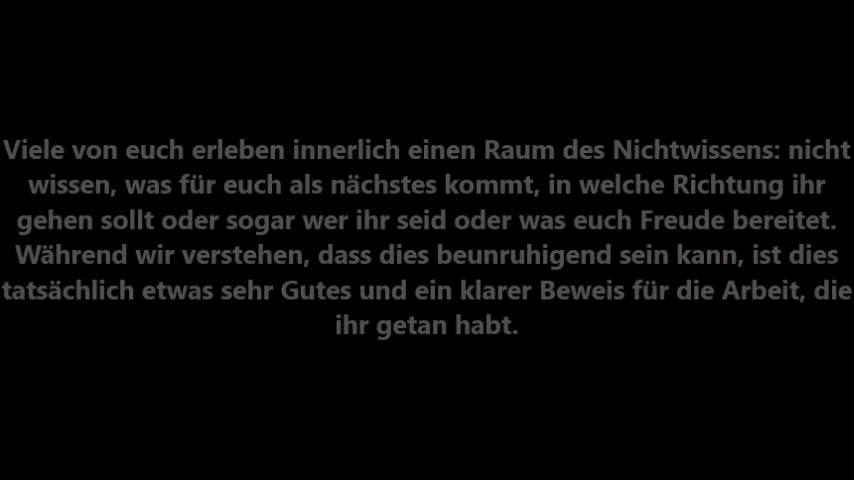 Viele von euch erleben innerlich einen Raum des Nichtwissens: nicht
wissen, was für euch als nächstes kommt, in welche Richtung ihr
gehen sollt oder sogar wer ihr seid oder was euch Freude bereitet.
Während wir verstehen, dass dies beunruhigend sein kann, ist dies
tatsächlich etwas sehr Gutes und ein klarer Beweis für die Arbeit, die
ihr getan habt.